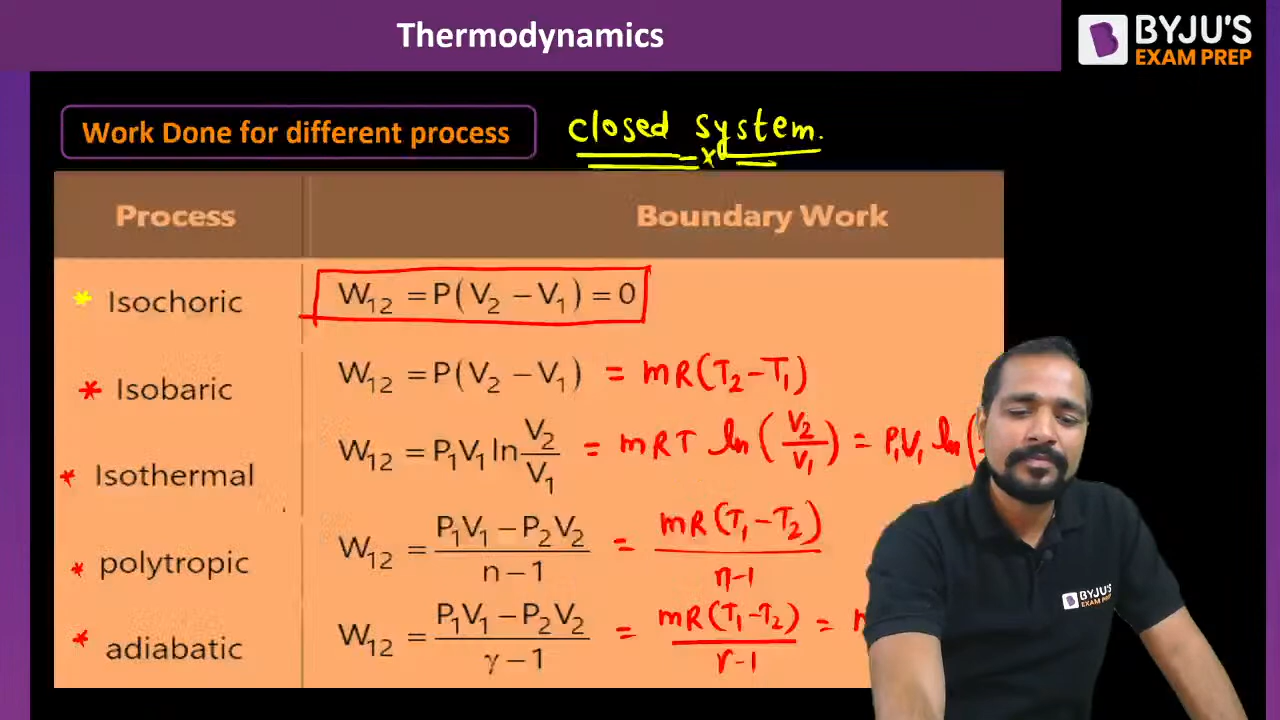 Thermodynamics
BYJU'S
EXAM PREP
Work Done for different process
closed system.
Process
Boundary Work
* Isochoric
W₁₂ = P(V₂ − V₁) = 0
* Isobaric
W₁₂ = P(V₂ − V₁) = mR(T₂ − T₁)
* Isothermal
W₁₂ = P₁V₁ ln V₂/V₁ = mRT ln (V₂/V₁) = P₁V₁ ln(
* polytropic
W₁₂ = (P₁V₁ − P₂V₂)/(n − 1) = mR(T₁ − T₂)/(n-1)
* adiabatic
W₁₂ = (P₁V₁ − P₂V₂)/(γ − 1) = mR(T₁-T₂)/(γ-1) =
BYJU'S
EXAM PREP